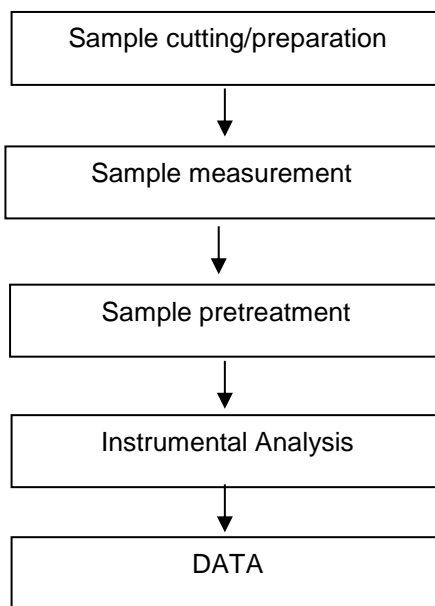 Sample cutting/preparation
Sample measurement
Sample pretreatment
Instrumental Analysis
DATA